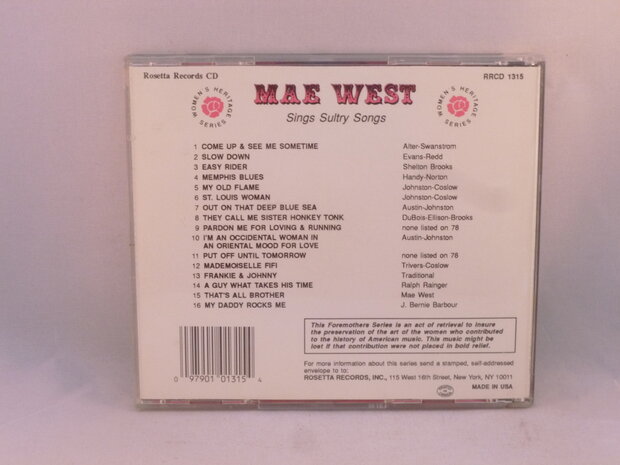 Rosetta Records CD
RRCD 1315
WOMEN'S HERITAGE SERIES
MAE WEST
WOMEN'S HERITAGE SERIES
Sings Sultry Songs
1 COME UP & SEE ME SOMETIME Alter-Swanstrom
2 SLOW DOWN Evans-Redd
3 EASY RIDER Shelton Brooks
4 MEMPHIS BLUES Handy-Norton
5 MY OLD FLAME Johnston-Coslow
6 ST. LOUIS WOMAN Johnston-Coslow
7 OUT ON THAT DEEP BLUE SEA Austin-Johnston
8 THEY CALL ME SISTER HONKEY TONK DuBois-Ellison-Brooks
9 PARDON ME FOR LOVING & RUNNING none listed on 78
10 I'M AN OCCIDENTAL WOMAN IN Austin-Johnston
AN ORIENTAL MOOD FOR LOVE
11 PUT OFF UNTIL TOMORROW none listed on 78
12 MADEMOISELLE FIFI Trivers-Coslow
13 FRANKIE & JOHNNY Traditional
14 A GUY WHAT TAKES HIS TIME Ralph Rainger
15 THAT'S ALL BROTHER Mae West
16 MY DADDY ROCKS ME J. Bernie Barbour
This Foremothers Series is an act of retrieval to insure
the preservation of the art of the women who contributed
to the history of American music. This music might be
lost if that contribution were not placed in bold relief.
For more information about this series send a stamped, self-addressed
envelope to to:
ROSETTA RECORDS, INC., 115 West 16th Street, New York, NY 10011
MADE IN USA
0 97901 01315 4